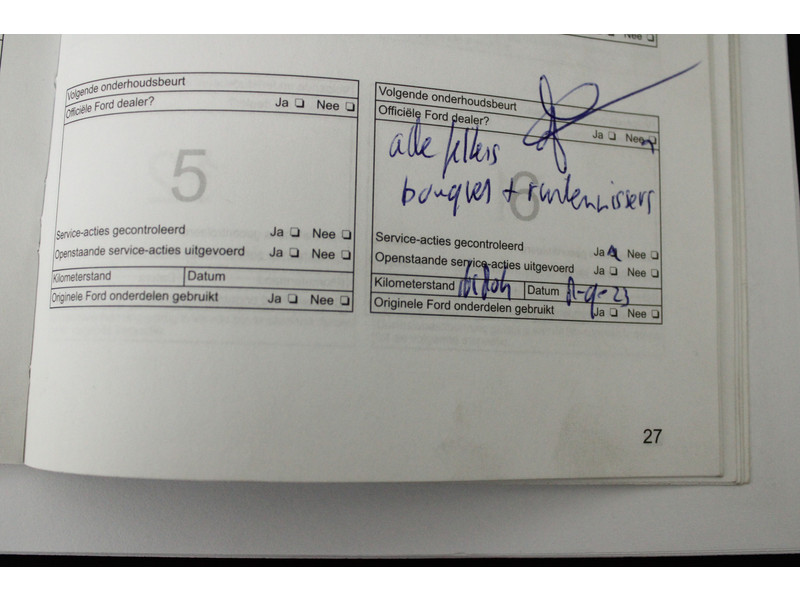 Nee
Volgende onderhoudsbeurt
Officiële Ford dealer? Ja Nee
5
Service-acties gecontroleerd Ja Nee
Openstaande service-acties uitgevoerd Ja Nee
Kilometerstand Datum
Originele Ford onderdelen gebruikt Ja Nee
Volgende onderhoudsbeurt
Officiële Ford dealer? Ja Nee
alle filters
bougies + ruitenwissers
6
Service-acties gecontroleerd Ja Nee
Openstaande service-acties uitgevoerd Ja Nee
Kilometerstand Datum
Originele Ford onderdelen gebruikt Ja Nee
27